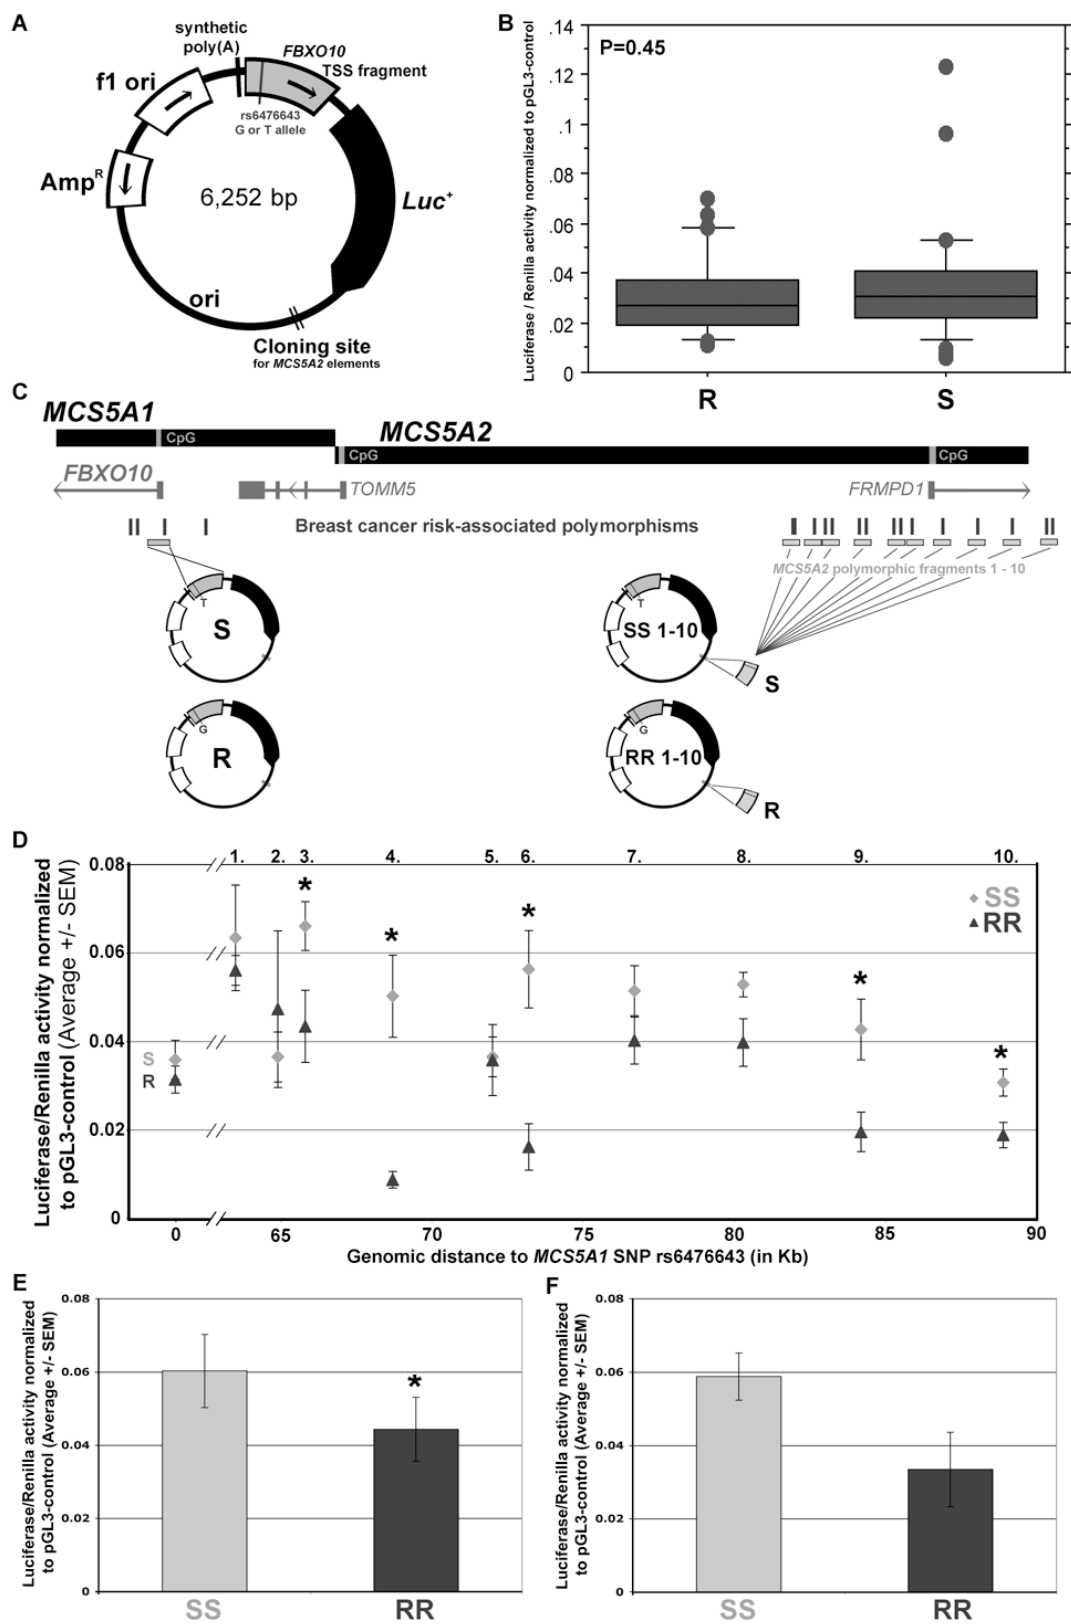 A
synthetic
poly(A)
FBXO10
TSS fragment
f1 ori
rs6476643
G or T allele
AmpR
6,252 bp
Luc+
ori
Cloning site
for MCS5A2 elements
B
Luciferase / Renilla activity normalized to pGL3-control
.14
.12
.1
.08
.06
.04
.02
0
P=0.45
R
S
C
MCS5A1
MCS5A2
CpG
CpG
CpG
FBXO10
TOMM5
FRMPD1
Breast cancer risk-associated polymorphisms
MCS5A2 polymorphic fragments 1 - 10
T
S
T
SS 1-10
S
G
R
G
RR 1-10
R
D
Luciferase/Renilla activity normalized
to pGL3-control (Average +/- SEM)
0.08
0.06
0.04
0.02
0
1. 2. 3. 4. 5. 6. 7. 8. 9. 10.
* * * * *
SS
RR
S
R
0 65 70 75 80 85 90
Genomic distance to MCS5A1 SNP rs6476643 (in Kb)
E
Luciferase/Renilla activity normalized
to pGL3-control (Average +/- SEM)
0.08
0.06
0.04
0.02
0
*
SS RR
F
Luciferase/Renilla activity normalized
to pGL3-control (Average +/- SEM)
0.08
0.06
0.04
0.02
0
SS RR